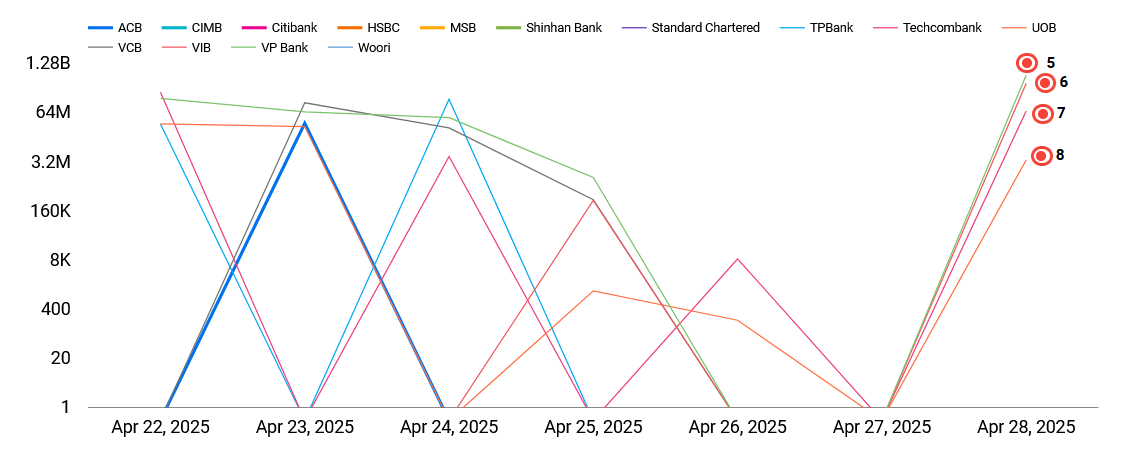 ACB CIMB Citibank HSBC MSB Shinhan Bank Standard Chartered TPBank Techcombank UOB
VCB VIB VP Bank Woori
1.28B
5
6
64M
7
3.2M
8
160K
8K
400
20
1
Apr 22, 2025 Apr 23, 2025 Apr 24, 2025 Apr 25, 2025 Apr 26, 2025 Apr 27, 2025 Apr 28, 2025